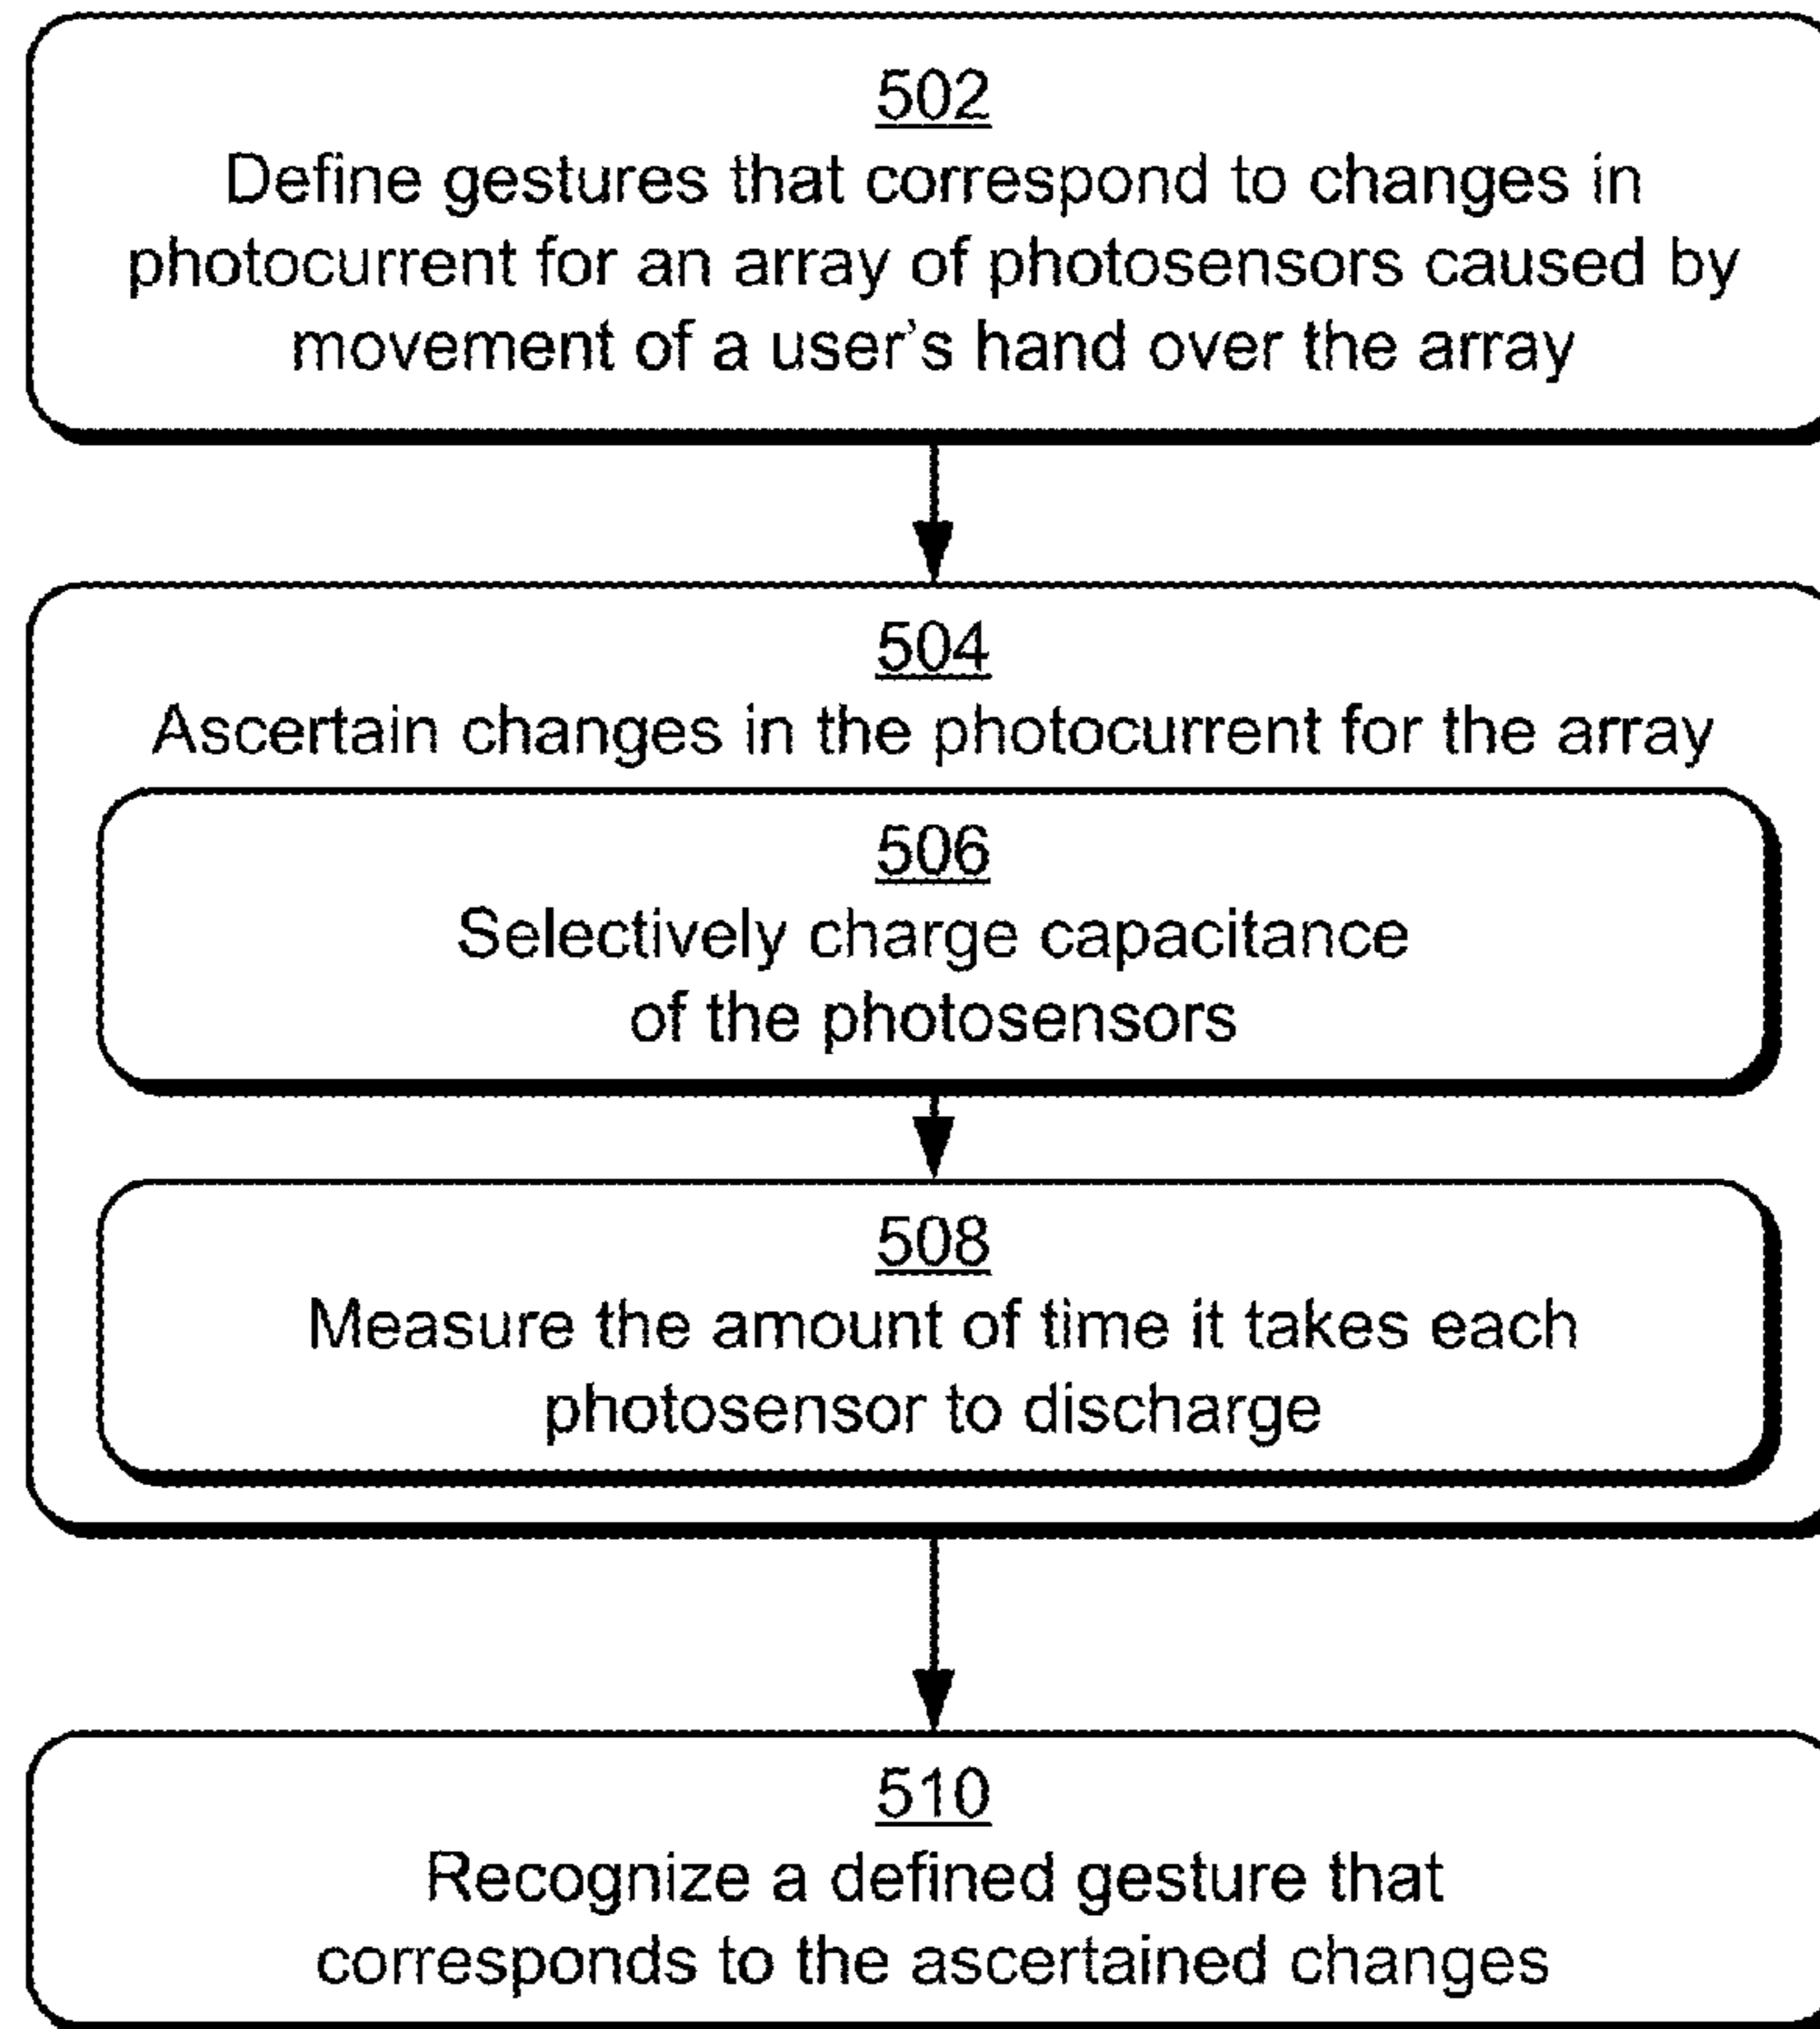 502
Define gestures that correspond to changes in
photocurrent for an array of photosensors caused by
movement of a user's hand over the array
504
Ascertain changes in the photocurrent for the array
506
Selectively charge capacitance
of the photosensors
508
Measure the amount of time it takes each
photosensor to discharge
510
Recognize a defined gesture that
corresponds to the ascertained changes